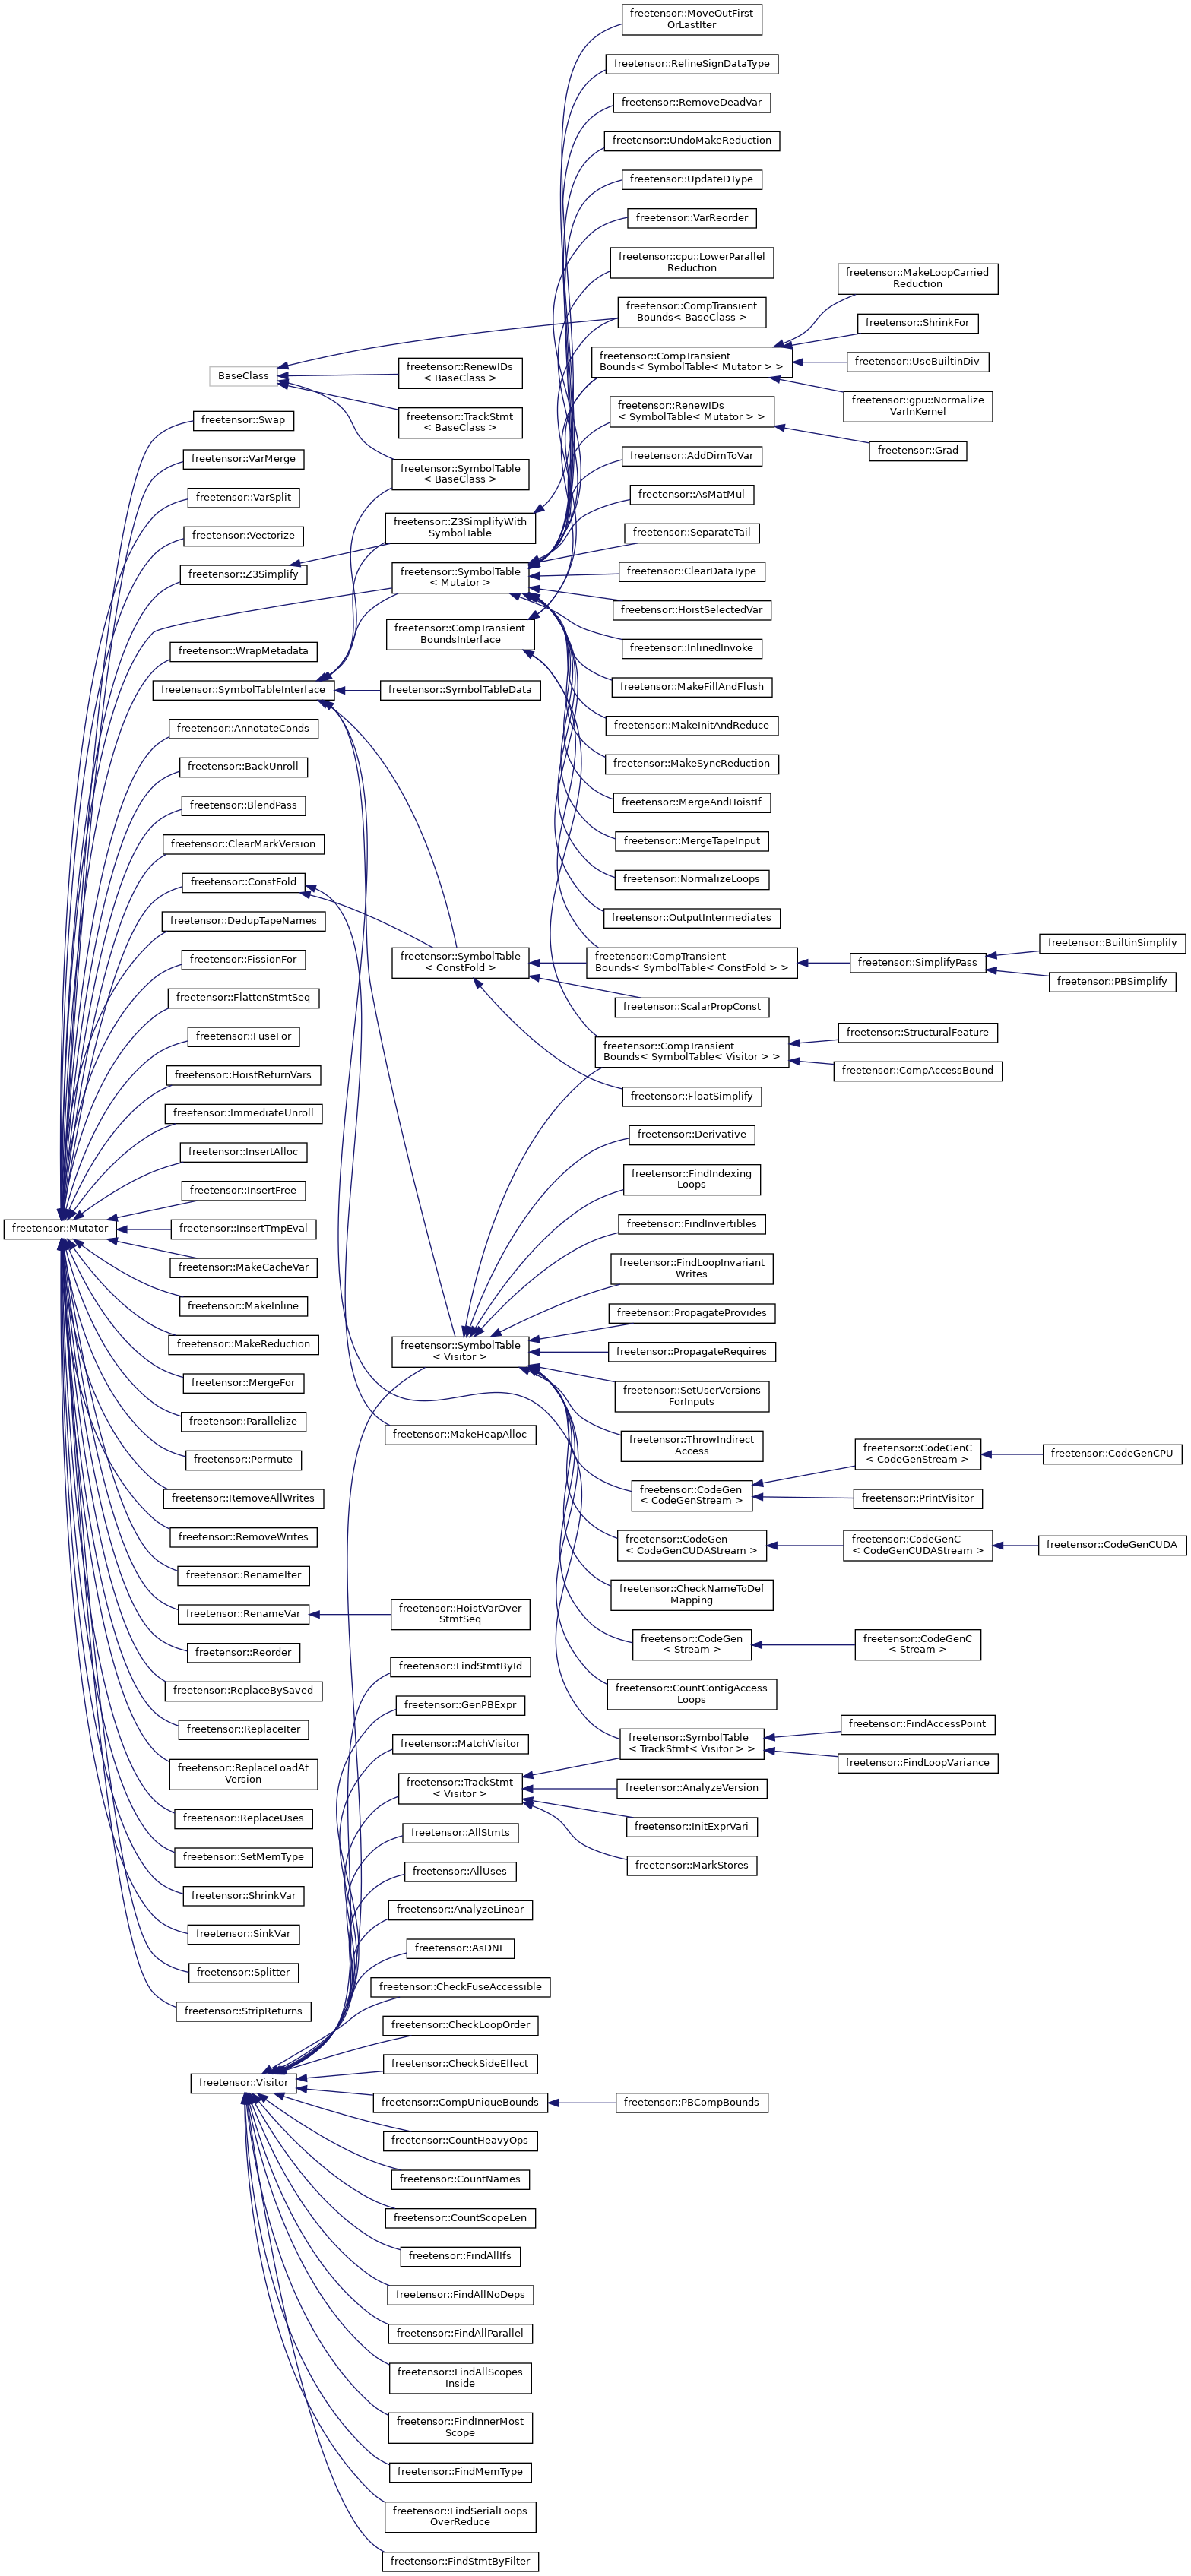 freetensor::MoveOutFirst
OrLastIter
freetensor::RefineSignDataType
freetensor::RemoveDeadVar
freetensor::UndoMakeReduction
freetensor::UpdateDType
freetensor::VarReorder
freetensor::cpu::LowerParallel
Reduction
freetensor::MakeLoopCarried
Reduction
freetensor::CompTransient
Bounds< BaseClass >
freetensor::ShrinkFor
freetensor::CompTransient
Bounds< SymbolTable< Mutator > >
freetensor::UseBuiltinDiv
BaseClass
freetensor::RenewIDs
< BaseClass >
freetensor::gpu::Normalize
VarInKernel
freetensor::RenewIDs
< SymbolTable< Mutator > >
freetensor::Swap
freetensor::TrackStmt
< BaseClass >
freetensor::Grad
freetensor::AddDimToVar
freetensor::VarMerge
freetensor::SymbolTable
< BaseClass >
freetensor::AsMatMul
freetensor::VarSplit
freetensor::Z3SimplifyWith
SymbolTable
freetensor::SeparateTail
freetensor::Vectorize
freetensor::ClearDataType
freetensor::Z3Simplify
freetensor::SymbolTable
< Mutator >
freetensor::HoistSelectedVar
freetensor::CompTransient
BoundsInterface
freetensor::InlinedInvoke
freetensor::WrapMetadata
freetensor::MakeFillAndFlush
freetensor::SymbolTableInterface
freetensor::SymbolTableData
freetensor::MakeInitAndReduce
freetensor::AnnotateConds
freetensor::MakeSyncReduction
freetensor::BackUnroll
freetensor::MergeAndHoistIf
freetensor::BlendPass
freetensor::MergeTapeInput
freetensor::ClearMarkVersion
freetensor::NormalizeLoops
freetensor::ConstFold
freetensor::OutputIntermediates
freetensor::DedupTapeNames
freetensor::BuiltinSimplify
freetensor::FissionFor
freetensor::SymbolTable
< ConstFold >
freetensor::CompTransient
Bounds< SymbolTable< ConstFold > >
freetensor::SimplifyPass
freetensor::PBSimplify
freetensor::FlattenStmtSeq
freetensor::ScalarPropConst
freetensor::FuseFor
freetensor::StructuralFeature
freetensor::CompTransient
Bounds< SymbolTable< Visitor > >
freetensor::CompAccessBound
freetensor::HoistReturnVars
freetensor::FloatSimplify
freetensor::ImmediateUnroll
freetensor::Derivative
freetensor::InsertAlloc
freetensor::FindIndexing
Loops
freetensor::InsertFree
freetensor::FindInvertibles
freetensor::Mutator
freetensor::InsertTmpEval
freetensor::FindLoopInvariant
Writes
freetensor::MakeCacheVar
freetensor::MakeInline
freetensor::PropagateProvides
freetensor::MakeReduction
freetensor::SymbolTable
< Visitor >
freetensor::PropagateRequires
freetensor::MergeFor
freetensor::SetUserVersions
ForInputs
freetensor::Parallelize
freetensor::MakeHeapAlloc
freetensor::ThrowIndirect
Access
freetensor::Permute
freetensor::CodeGenC
< CodeGenStream >
freetensor::CodeGenCPU
freetensor::RemoveAllWrites
freetensor::CodeGen
< CodeGenStream >
freetensor::PrintVisitor
freetensor::RemoveWrites
freetensor::CodeGen
< CodeGenCUDAStream >
freetensor::CodeGenC
< CodeGenCUDAStream >
freetensor::CodeGenCUDA
freetensor::RenameIter
freetensor::CheckNameToDef
Mapping
freetensor::RenameVar
freetensor::HoistVarOver
StmtSeq
freetensor::Reorder
freetensor::CodeGen
< Stream >
freetensor::CodeGenC
< Stream >
freetensor::FindStmtById
freetensor::ReplaceBySaved
freetensor::CountContigAccess
Loops
freetensor::GenPBExpr
freetensor::ReplaceIter
freetensor::FindAccessPoint
freetensor::MatchVisitor
freetensor::SymbolTable
< TrackStmt< Visitor > >
freetensor::FindLoopVariance
freetensor::ReplaceLoadAt
Version
freetensor::TrackStmt
< Visitor >
freetensor::AnalyzeVersion
freetensor::ReplaceUses
freetensor::InitExprVari
freetensor::AllStmts
freetensor::SetMemType
freetensor::MarkStores
freetensor::AllUses
freetensor::ShrinkVar
freetensor::AnalyzeLinear
freetensor::SinkVar
freetensor::AsDNF
freetensor::Splitter
freetensor::CheckFuseAccessible
freetensor::StripReturns
freetensor::CheckLoopOrder
freetensor::CheckSideEffect
freetensor::Visitor
freetensor::CompUniqueBounds
freetensor::PBCompBounds
freetensor::CountHeavyOps
freetensor::CountNames
freetensor::CountScopeLen
freetensor::FindAllIfs
freetensor::FindAllNoDeps
freetensor::FindAllParallel
freetensor::FindAllScopes
Inside
freetensor::FindInnerMost
Scope
freetensor::FindMemType
freetensor::FindSerialLoops
OverReduce
freetensor::FindStmtByFilter